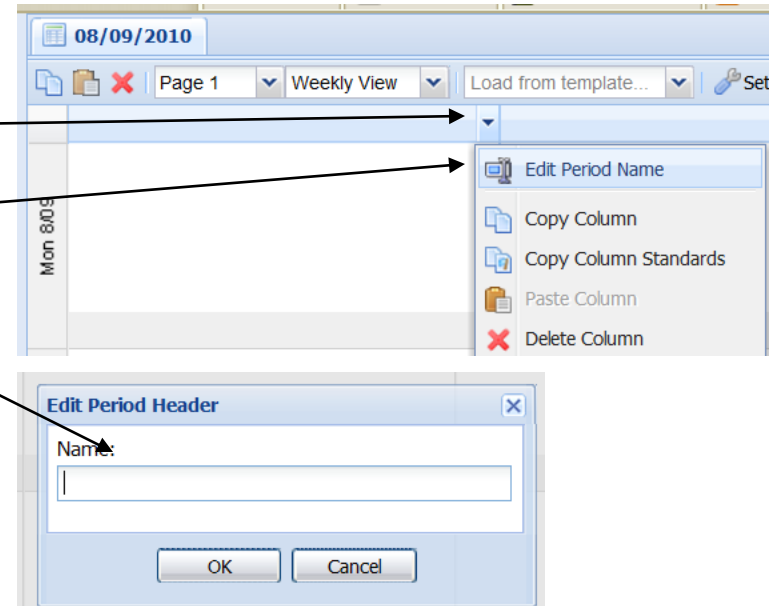 08/09/2010
Page 1 Weekly View Load from template... Set
Mon 8/09
Edit Period Name
Copy Column
Copy Column Standards
Paste Column
Delete Column
Edit Period Header
Name:
OK Cancel